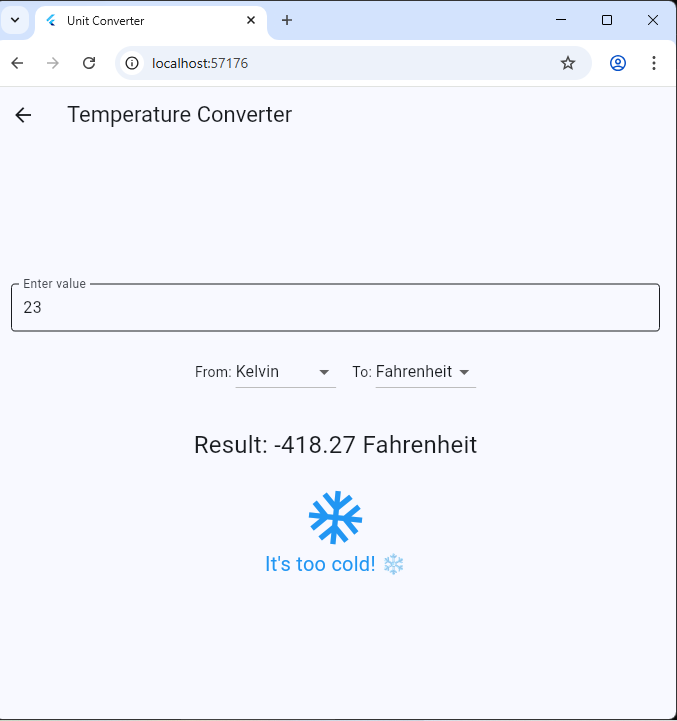 Unit Converter
localhost:57176
Temperature Converter
Enter value
23
From: Kelvin To: Fahrenheit
Result: -418.27 Fahrenheit
It's too cold! ❄️